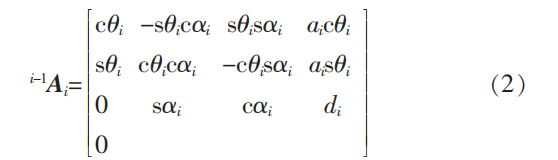 cθᵢ -sθᵢcαᵢ sθᵢsαᵢ aᵢcθᵢ
sθᵢ cθᵢcαᵢ -cθᵢsαᵢ aᵢsθᵢ
ⁱ⁻¹Aᵢ= (2)
0 sαᵢ cαᵢ dᵢ
0